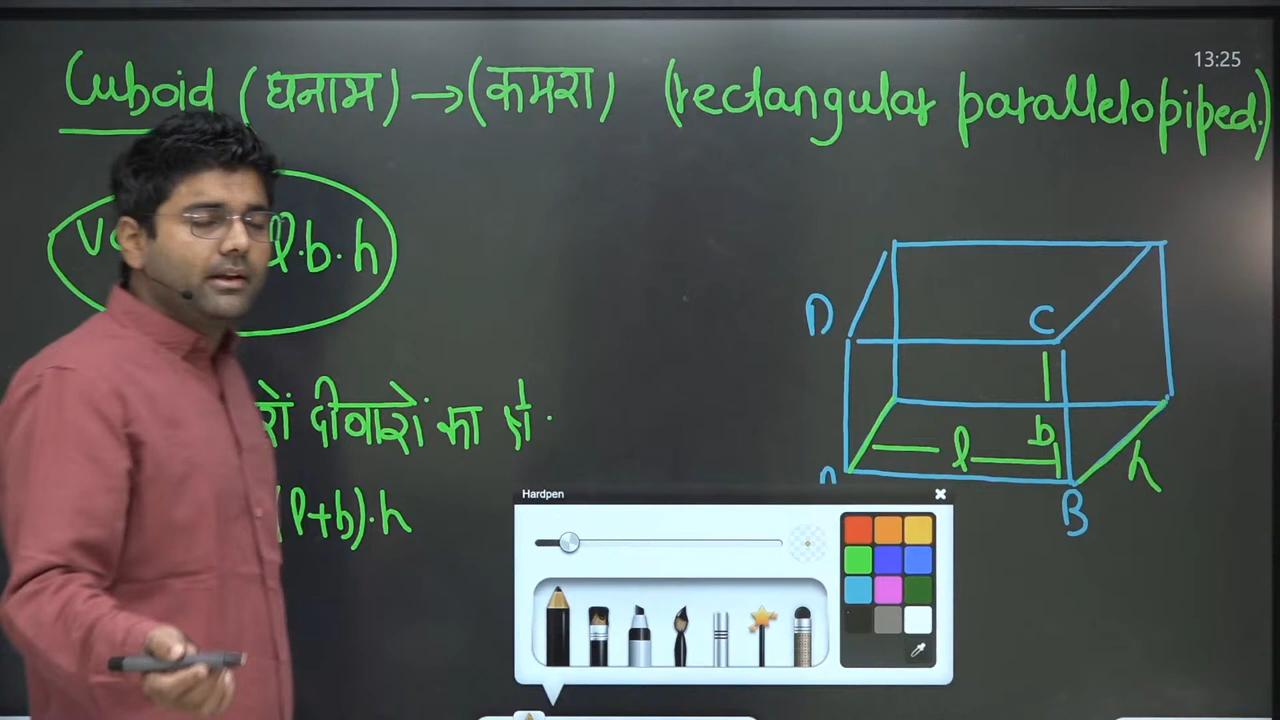 Cuboid (घनाभ) → (कमरा) (rectangular parallelopiped.)
13:25
l·b·h
दीवारों का क्षे·
(l+b)·h
D
C
l
b
h
B
Hardpen